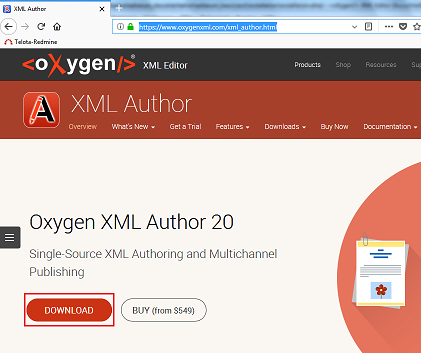 XML Author
https://www.oxygenxml.com/xml_author.html
Telota-Redmine
<oXygen/>® XML Editor
Products Shop Resources Su
XML Author
Overview What's New Get a Trial Features Downloads Buy Now Documentation
Oxygen XML Author 20
Single-Source XML Authoring and Multichannel
Publishing
DOWNLOAD
BUY (from $549)